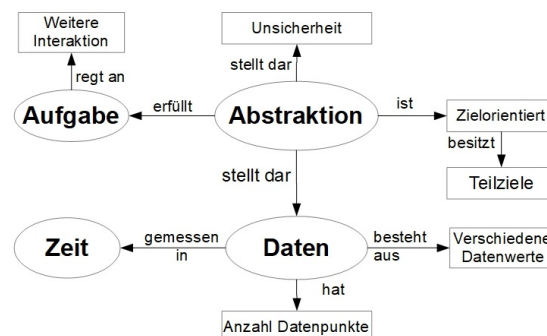 Weitere
Interaktion
Unsicherheit
regt an
stellt dar
Aufgabe
erfüllt
Abstraktion
ist
Zielorientiert
besitzt
Teilziele
stellt dar
Zeit
gemessen
in
Daten
besteht
aus
Verschiedene
Datenwerte
hat
Anzahl Datenpunkte